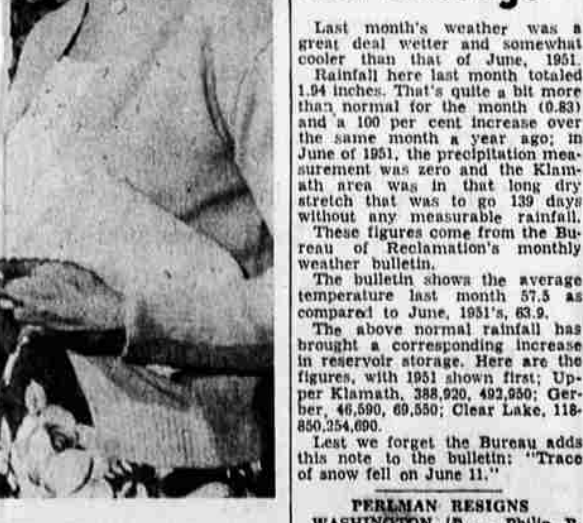 Last month's weather was a
great deal wetter and somewhat
cooler than that of June, 1951.
Rainfall here last month totaled
1.94 inches. That's quite a bit more
than normal for the month (0.83)
and a 100 per cent increase over
the same month a year ago; in
June of 1951, the precipitation mea-
surement was zero and the Klam-
ath area was in that long dry
stretch that was to go 139 days
without any measurable rainfall.
These figures come from the Bu-
reau of Reclamation's monthly
weather bulletin.
The bulletin shows the average
temperature last month 57.5 as
compared to June, 1951's, 63.9.
The above normal rainfall has
brought a corresponding increase
in reservoir storage. Here are the
figures, with 1951 shown first; Up-
per Klamath, 388,920, 492,950; Ger-
ber, 46,590, 69,550; Clear Lake, 118-
850,254,690.
Lest we forget the Bureau adds
this note to the bulletin: "Trace
of snow fell on June 11."
PERLMAN RESIGNS
WASHINGTON Philip B.